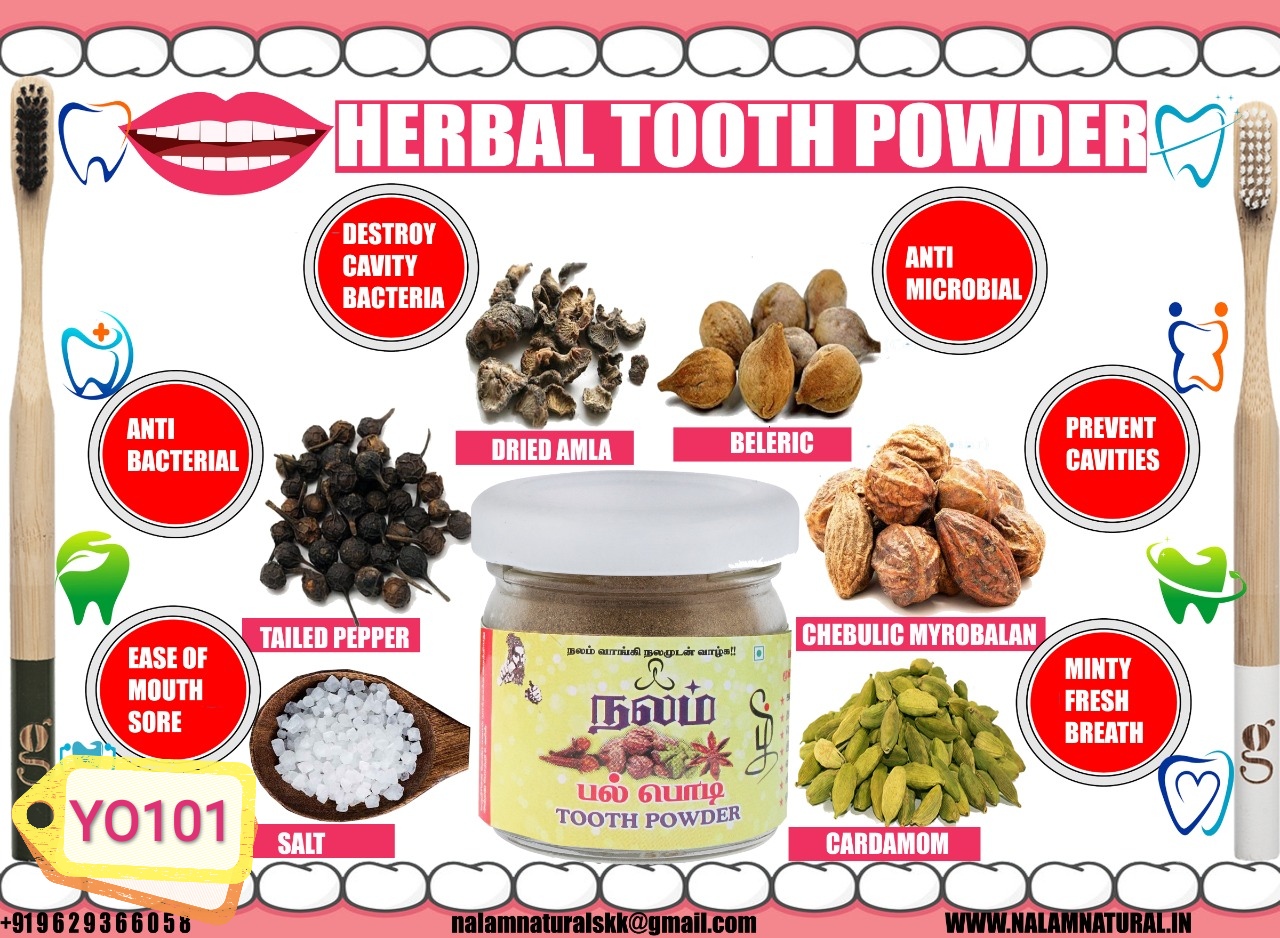 HERBAL TOOTH POWDER
DESTROY
CAVITY
BACTERIA
ANTI
MICROBIAL
DRIED AMLA
BELERIC
ANTI
BACTERIAL
PREVENT
CAVITIES
TAILED PEPPER
CHEBULIC MYROBALAN
EASE OF
MOUTH
SORE
MINTY
FRESH
BREATH
நலம் வாங்கி நலமுடன் வாழ்க!!
நலம்
பல் பொடி
TOOTH POWDER
YO101
SALT
CARDAMOM
+919629366058
nalamnaturalskk@gmail.com
WWW.NALAMNATURAL.IN